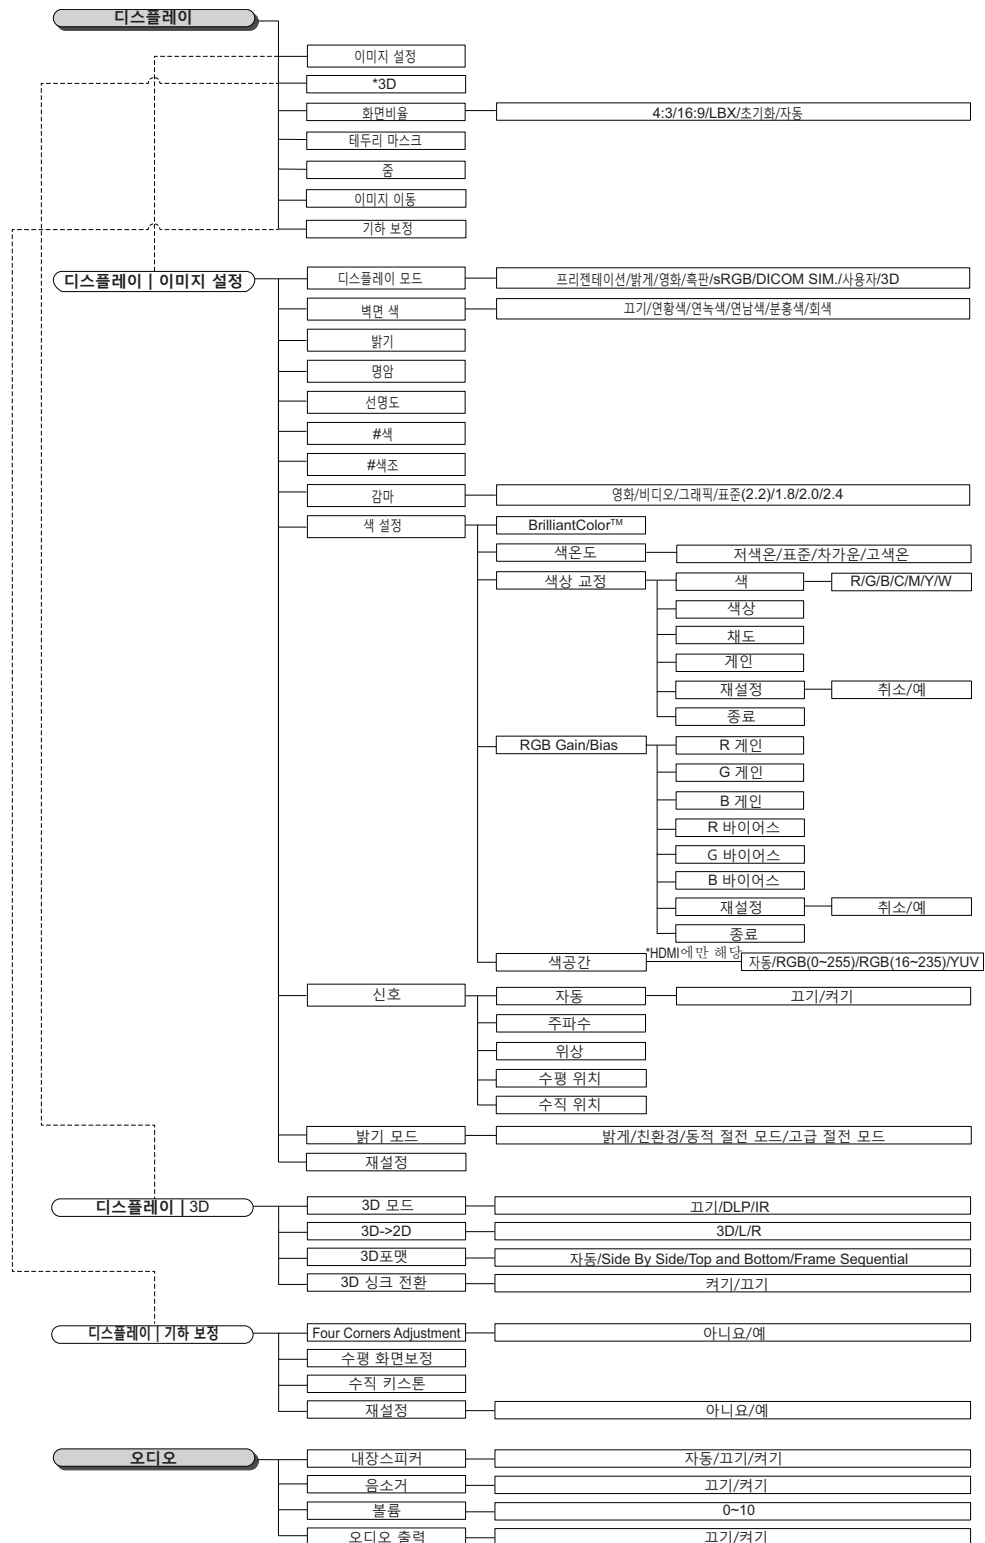 디스플레이
이미지 설정
*3D
화면비율 4:3/16:9/LBX/초기화/자동
테두리 마스크
줌
이미지 이동
기하 보정
디스플레이 | 이미지 설정 디스플레이 모드 프리젠테이션/밝게/영화/흑판/sRGB/DICOM SIM./사용자/3D
벽면 색 끄기/연황색/연녹색/연남색/분홍색/회색
밝기
명암
선명도
#색
#색조
감마 영화/비디오/그래픽/표준(2.2)/1.8/2.0/2.4
색 설정 BrilliantColor™
색온도 저색온/표준/차가운/고색온
색상 교정 색 R/G/B/C/M/Y/W
색상
채도
게인
재설정 취소/예
종료
RGB Gain/Bias R 게인
G 게인
B 게인
R 바이어스
G 바이어스
B 바이어스
재설정 취소/예
종료
색공간 *HDMI에만 해당 자동/RGB(0~255)/RGB(16~235)/YUV
신호 자동 끄기/켜기
주파수
위상
수평 위치
수직 위치
밝기 모드 밝게/친환경/동적 절전 모드/고급 절전 모드
재설정
디스플레이 | 3D 3D 모드 끄기/DLP/IR
3D->2D 3D/L/R
3D포맷 자동/Side By Side/Top and Bottom/Frame Sequential
3D 싱크 전환 켜기/끄기
디스플레이 | 기하 보정 Four Corners Adjustment 아니요/예
수평 화면보정
수직 키스톤
재설정 아니요/예
오디오 내장스피커 자동/끄기/켜기
음소거 끄기/켜기
볼륨 0~10
오디오 출력 끄기/켜기